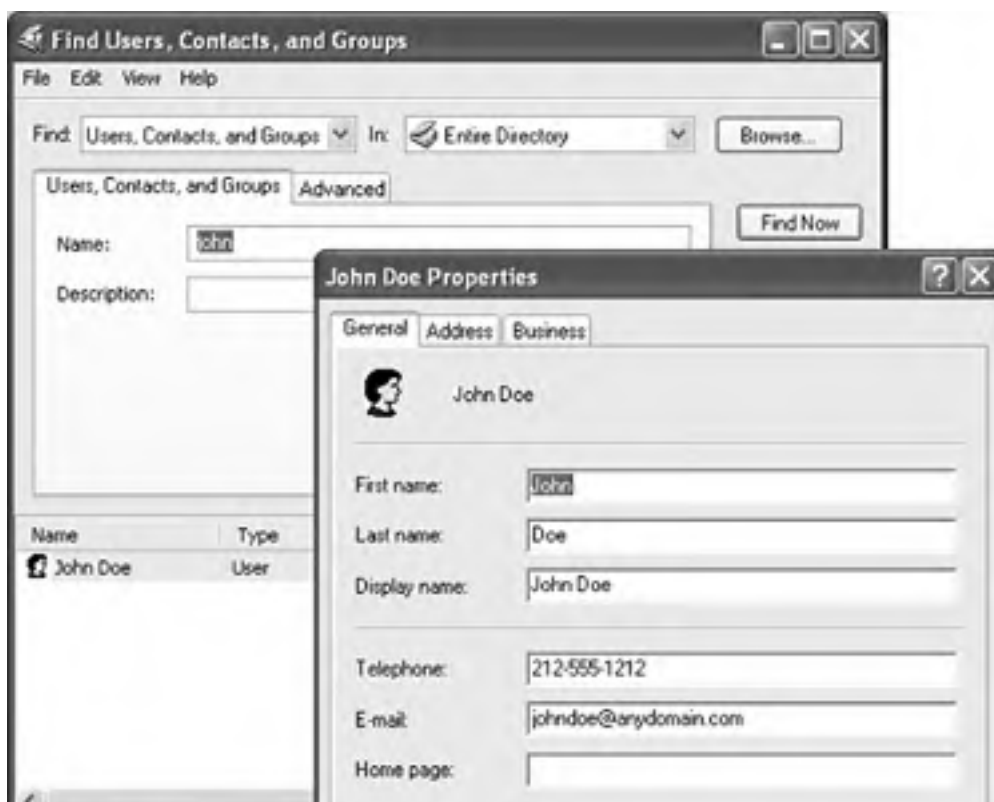 Find Users, Contacts, and Groups
File Edit View Help
Find: Users, Contacts, and Groups In: Entire Directory Browse...
Users, Contacts, and Groups Advanced
Find Now
Name: john
Description:
John Doe Properties
General Address Business
John Doe
First name: John
Last name: Doe
Display name: John Doe
Telephone: 212-555-1212
E-mail: johndoe@anydomain.com
Home page:
Name Type
John Doe User